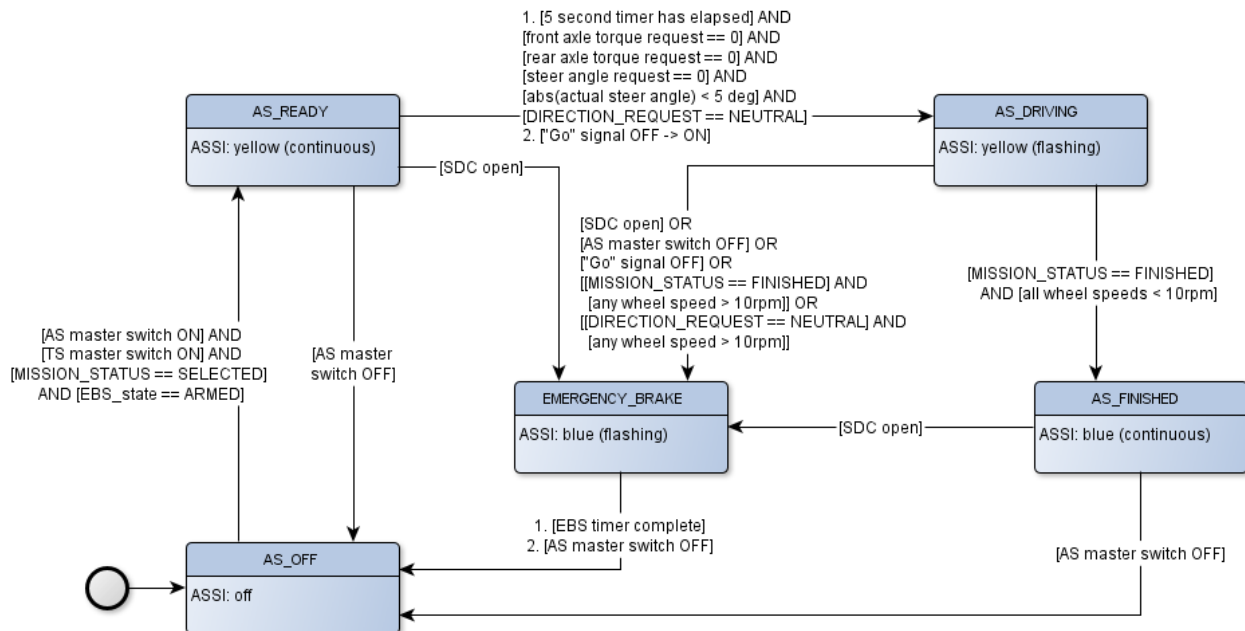 1. [5 second timer has elapsed] AND
[front axle torque request == 0] AND
[rear axle torque request == 0] AND
[steer angle request == 0] AND
[abs(actual steer angle) < 5 deg] AND
[DIRECTION_REQUEST == NEUTRAL]
2. ["Go" signal OFF -> ON]
AS_READY
ASSI: yellow (continuous)
AS_DRIVING
ASSI: yellow (flashing)
[SDC open]
[SDC open] OR
[AS master switch OFF] OR
["Go" signal OFF] OR
[[MISSION_STATUS == FINISHED] AND
[any wheel speed > 10rpm]] OR
[[DIRECTION_REQUEST == NEUTRAL] AND
[any wheel speed > 10rpm]]
[MISSION_STATUS == FINISHED]
AND [all wheel speeds < 10rpm]
[AS master switch ON] AND
[TS master switch ON] AND
[MISSION_STATUS == SELECTED]
AND [EBS_state == ARMED]
[AS master
switch OFF]
EMERGENCY_BRAKE
ASSI: blue (flashing)
[SDC open]
AS_FINISHED
ASSI: blue (continuous)
1. [EBS timer complete]
2. [AS master switch OFF]
[AS master switch OFF]
AS_OFF
ASSI: off